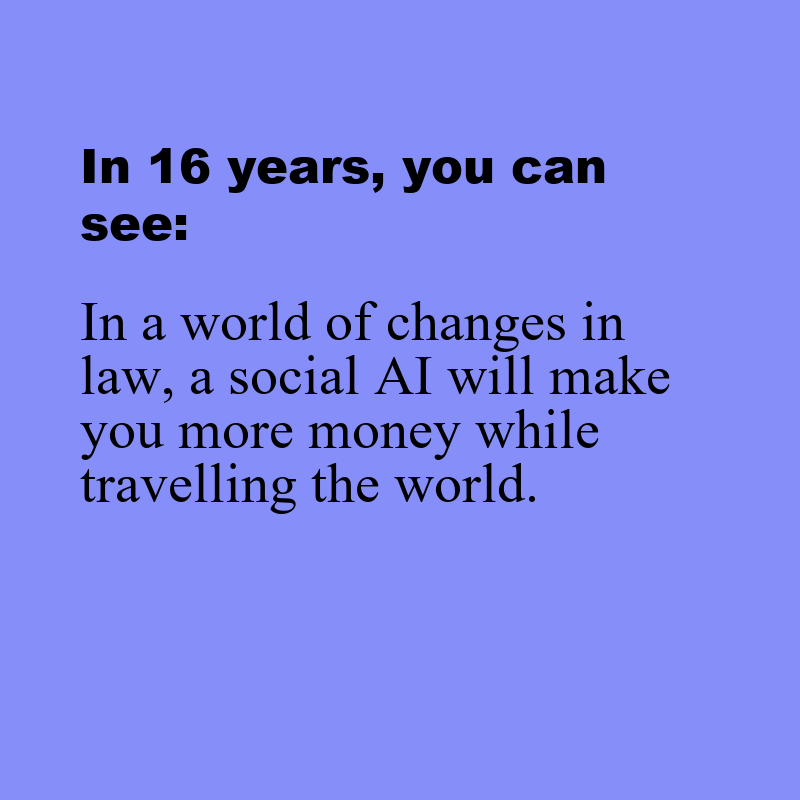 In 16 years, you can
see:
In a world of changes in
law, a social AI will make
you more money while
travelling the world.